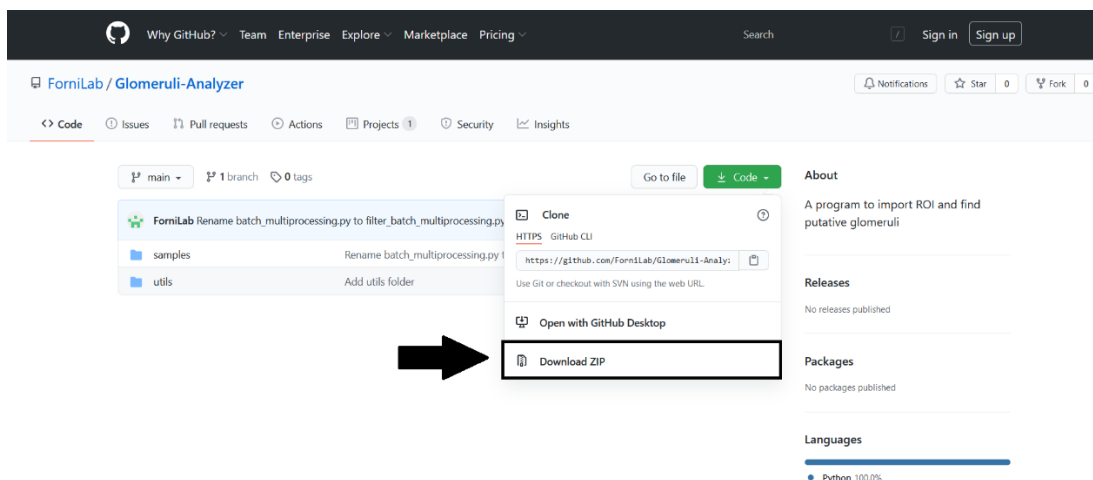 Why GitHub? Team Enterprise Explore Marketplace Pricing Search / Sign in Sign up
ForniLab / Glomeruli-Analyzer Notifications Star 0 Fork 0
<> Code Issues Pull requests Actions Projects 1 Security Insights
main 1 branch 0 tags Go to file Code
ForniLab Rename batch_multiprocessing.py to filter_batch_multiprocessing.py
samples Rename batch_multiprocessing.py
utils Add utils folder
Clone
HTTPS GitHub CLI
https://github.com/ForniLab/Glomeruli-Analy
Use Git or checkout with SVN using the web URL.
Open with GitHub Desktop
Download ZIP
About
A program to import ROI and find
putative glomeruli
Releases
No releases published
Packages
No packages published
Languages
Python 100.0%